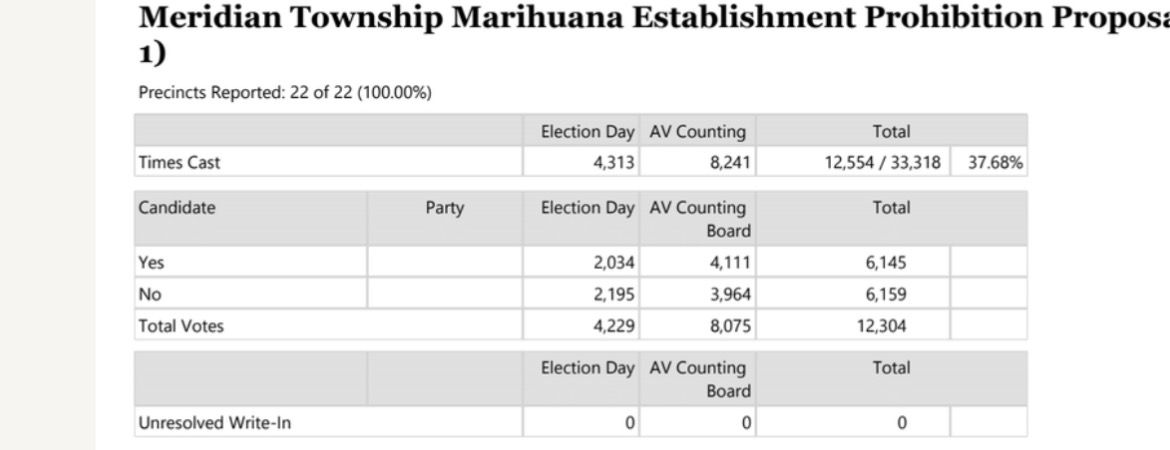 Meridian Township Marihuana Establishment Prohibition
1)
Precincts Reported: 22 of 22 (100.00%)
Election Day AV Counting Total
Times Cast 4,313 8,241 12,554 / 33,318 37.68%
Candidate Party Election Day AV Counting Total
Board
Yes 2,034 4,111 6,145
No 2,195 3,964 6,159
Total Votes 4,229 8,075 12,304
Election Day AV Counting Total
Board
Unresolved Write-In 0 0 0